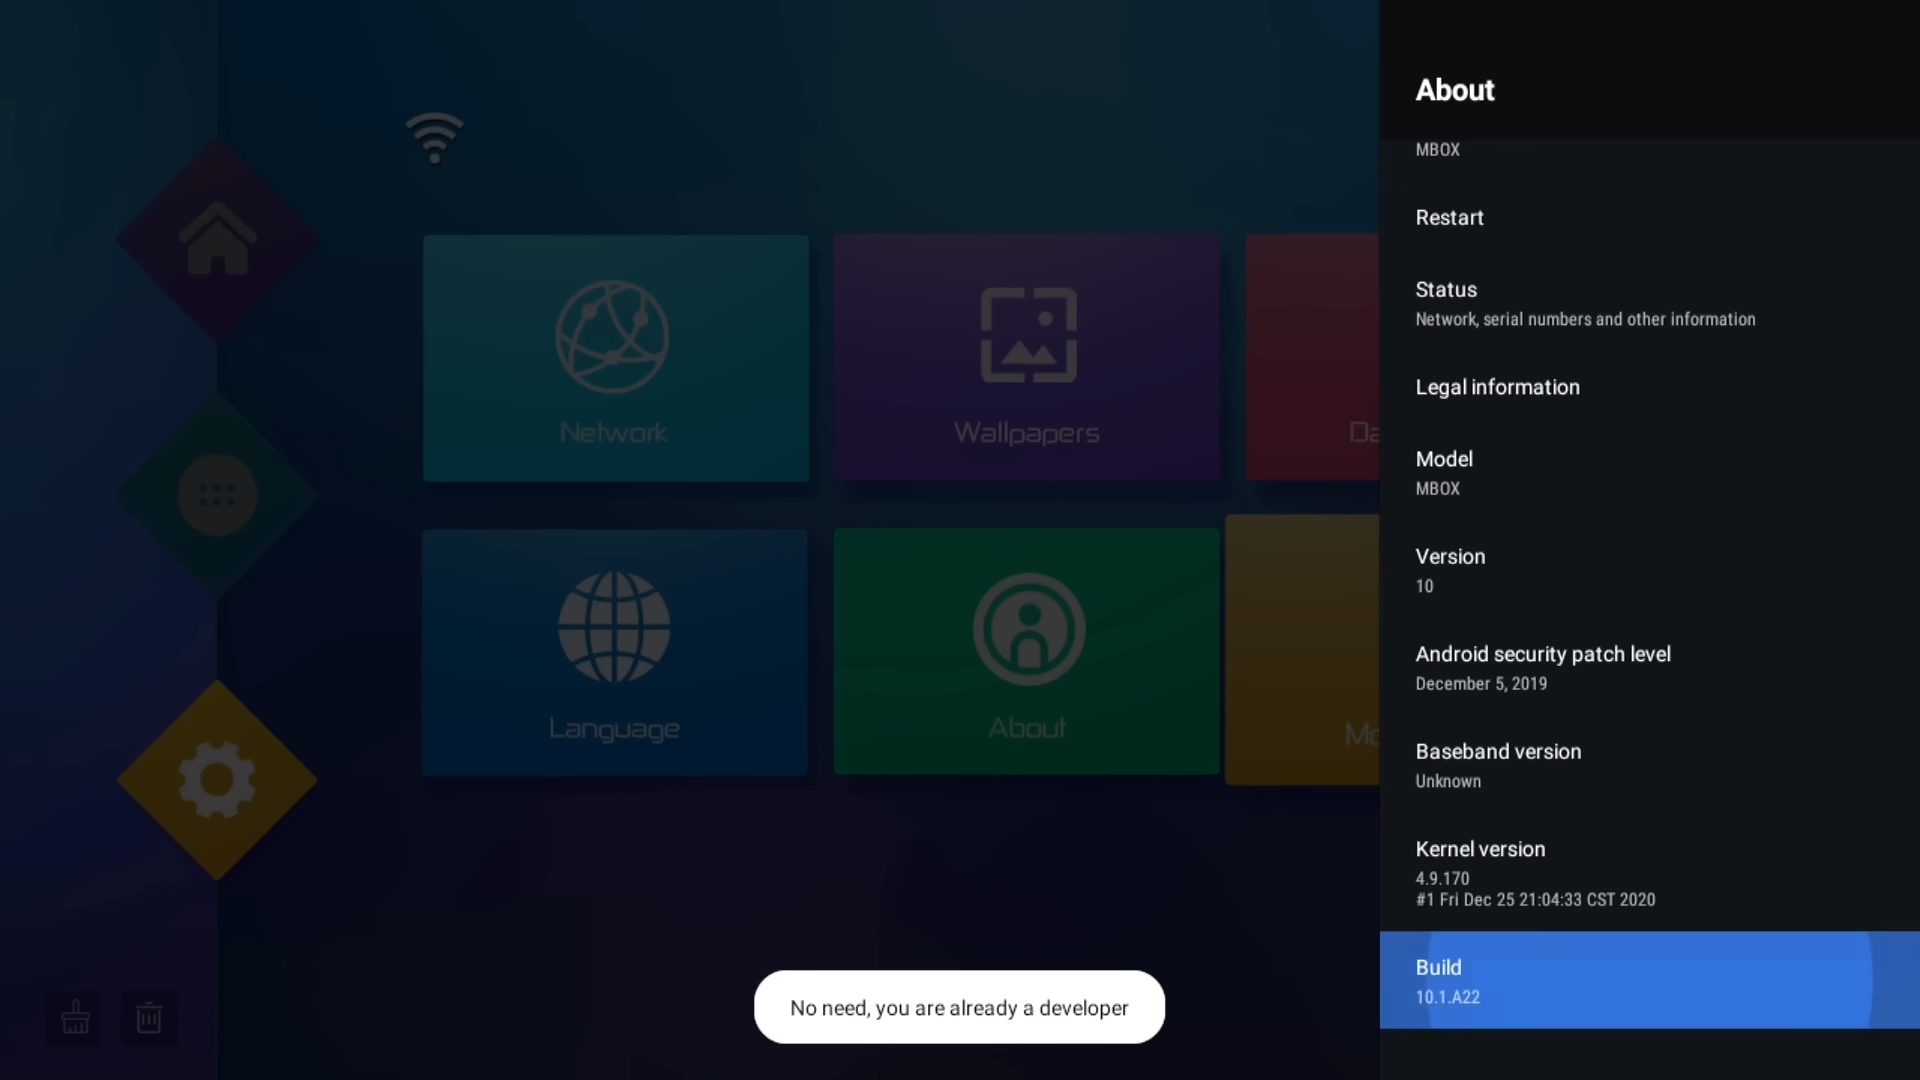 Network
Wallpapers
Da
Language
About
Mo
No need, you are already a developer
About
MBOX
Restart
Status
Network, serial numbers and other information
Legal information
Model
MBOX
Version
10
Android security patch level
December 5, 2019
Baseband version
Unknown
Kernel version
4.9.170
#1 Fri Dec 25 21:04:33 CST 2020
Build
10.1.A22